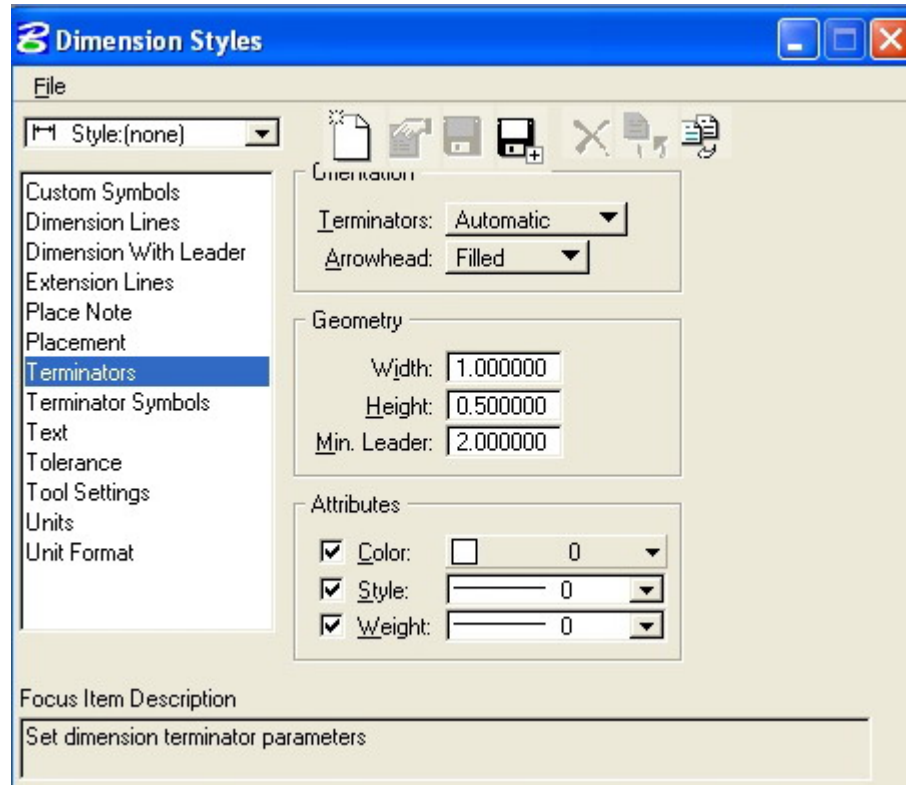 Dimension Styles
File
Style:(none)
Custom Symbols
Dimension Lines
Dimension With Leader
Extension Lines
Place Note
Placement
Terminators
Terminator Symbols
Text
Tolerance
Tool Settings
Units
Unit Format
Orientation
Terminators: Automatic
Arrowhead: Filled
Geometry
Width: 1.000000
Height: 0.500000
Min. Leader: 2.000000
Attributes
Color: 0
Style: 0
Weight: 0
Focus Item Description
Set dimension terminator parameters